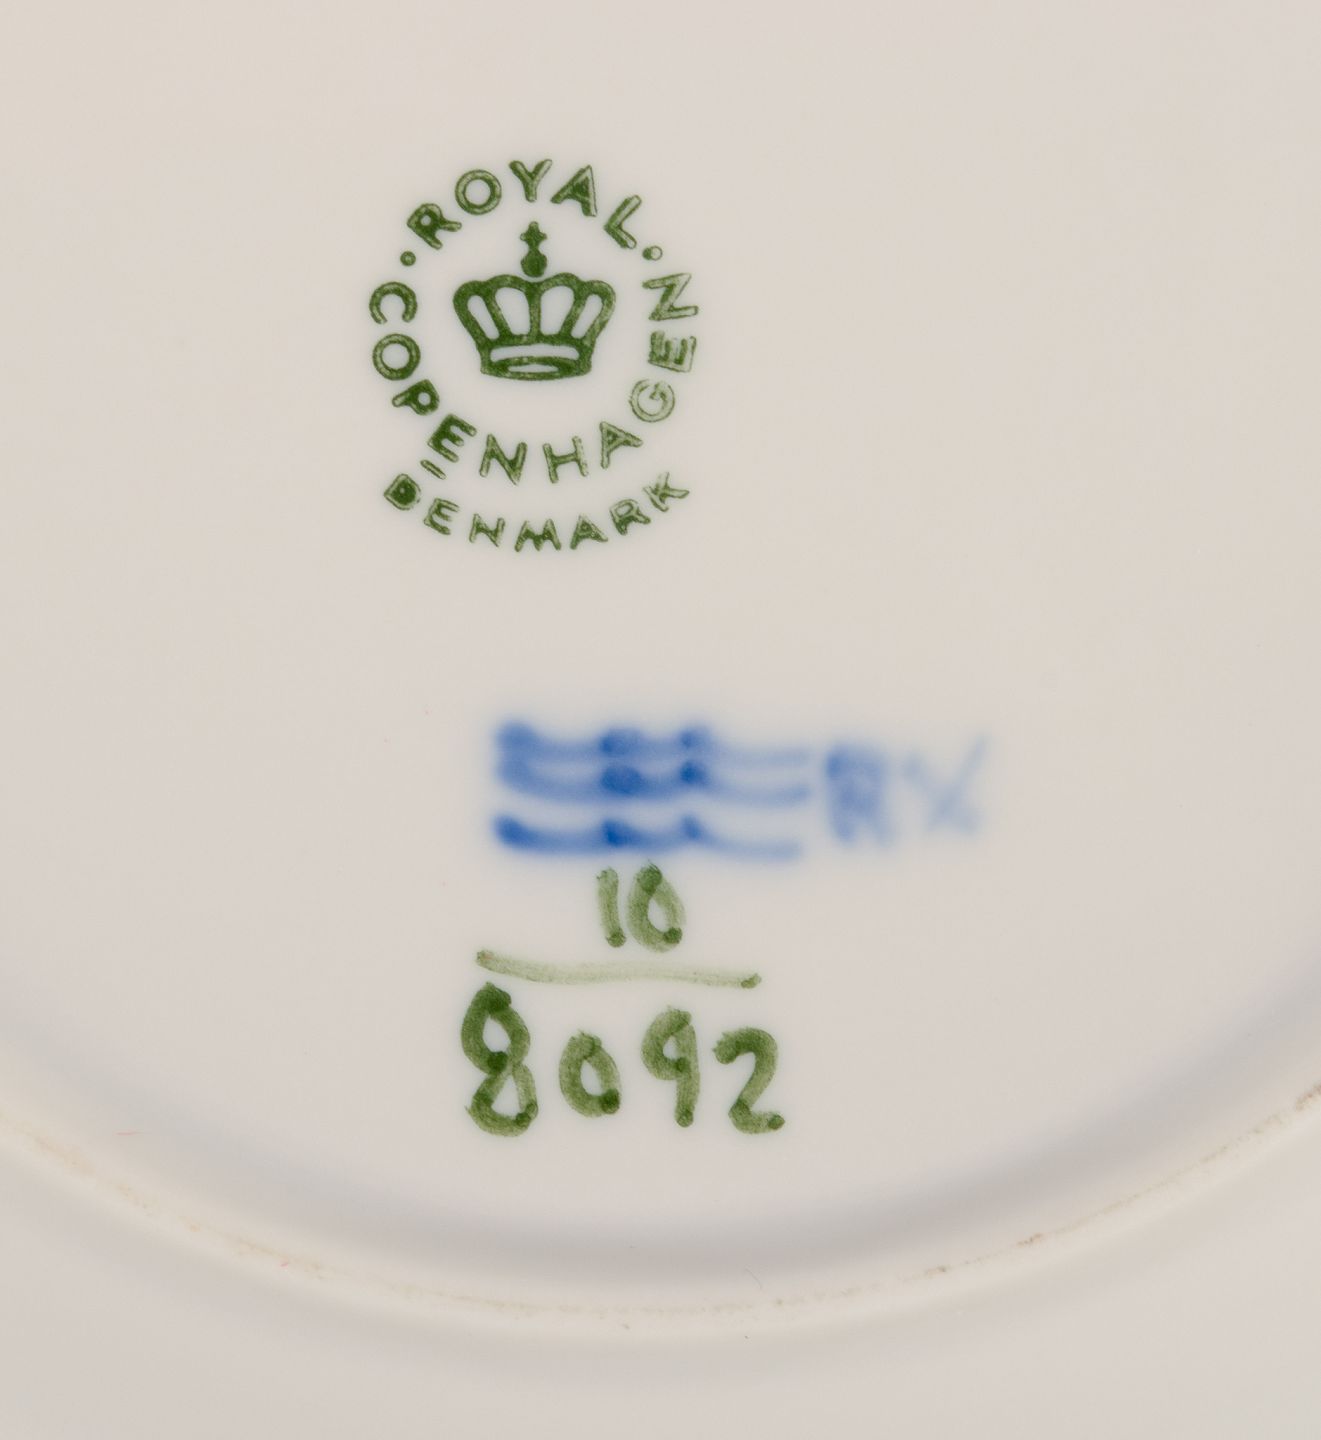 ·ROYAL·
COPENHAGEN
DENMARK
10
8092